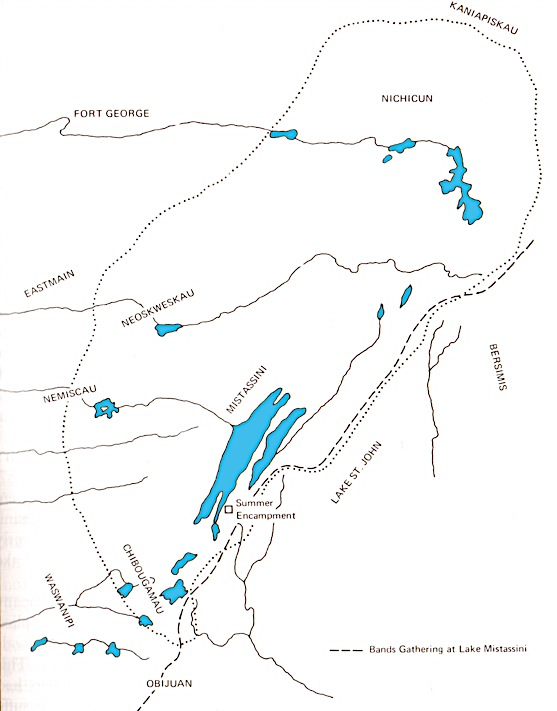 KANIAPISKAU
NICHICUN
FORT GEORGE
EASTMAIN
NEOSKWESKAU
BERSIMIS
NEMISCAU
MISTASSINI
LAKE ST. JOHN
Summer
Encampment
CHIBOUGAMAU
WASWANIPI
Bands Gathering at Lake Mistassini
OBIJUAN